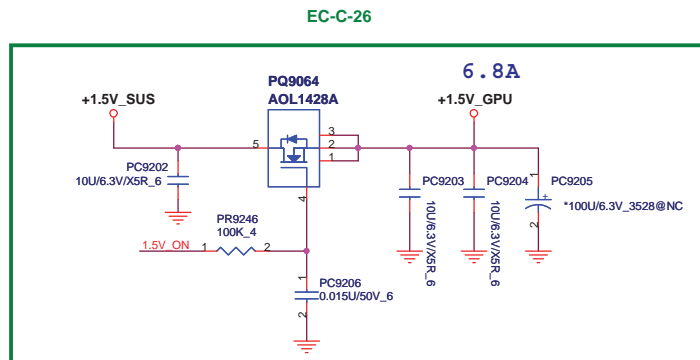 EC-C-26
6.8A
PQ9064
AOL1428A
+1.5V_SUS
+1.5V_GPU
3
5
2
1
PC9202
10U/6.3V/X5R_6
4
PC9203
10U/6.3V/X5R_6
PC9204
10U/6.3V/X5R_6
1
+
PC9205
*100U/6.3V_3528@NC
2
PR9246
100K_4
1.5V_ON
1
2
1
PC9206
0.015U/50V_6
2